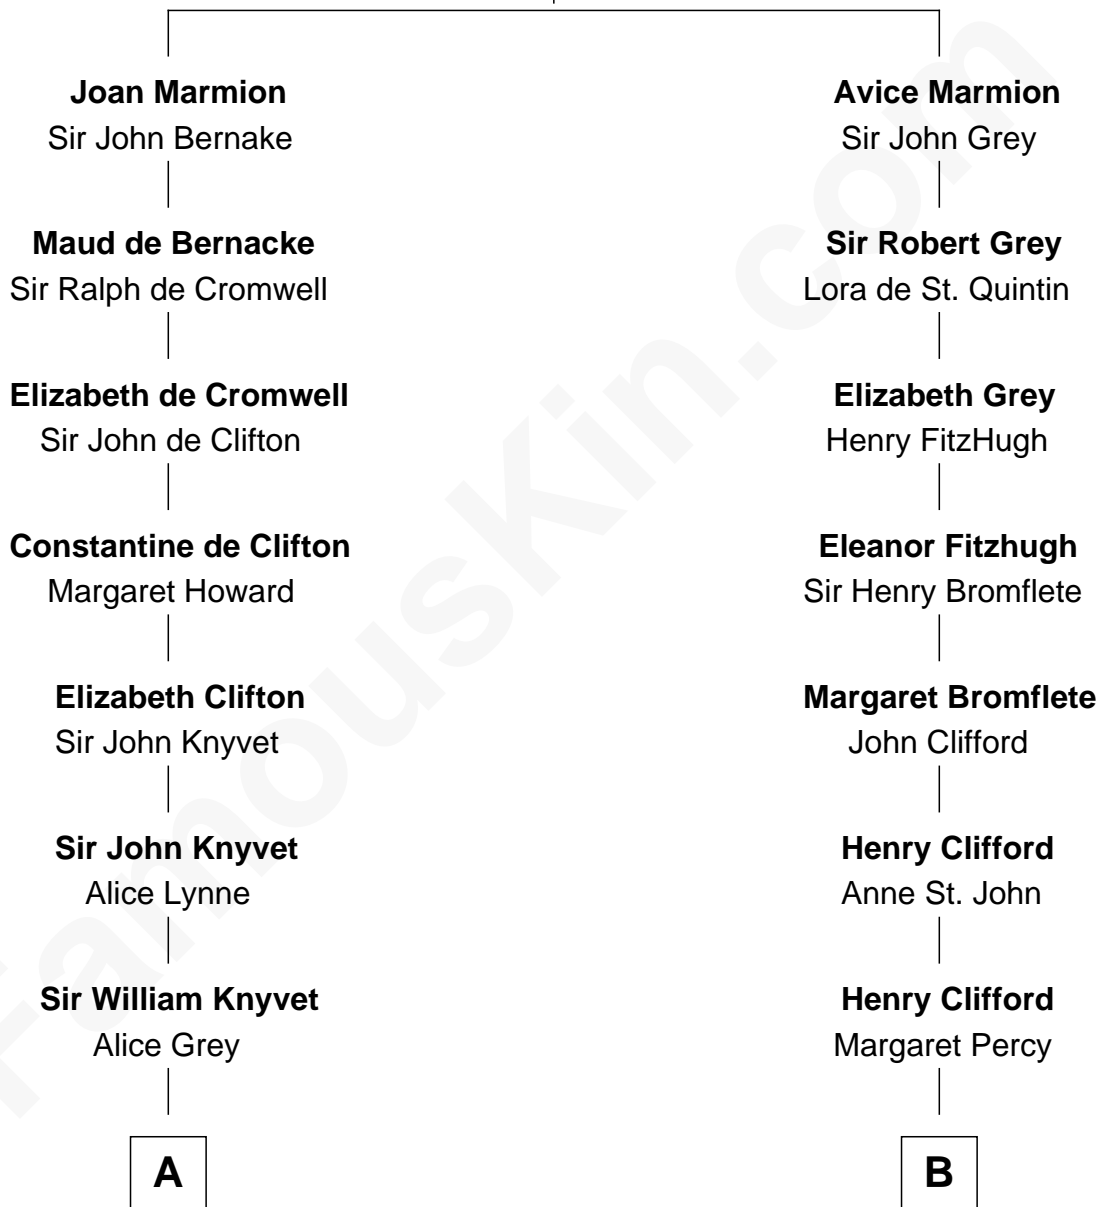 Joan Marmion
Sir John Bernake
Maud de Bernacke
Sir Ralph de Cromwell
Elizabeth de Cromwell
Sir John de Clifton
Constantine de Clifton
Margaret Howard
Elizabeth Clifton
Sir John Knyvet
Sir John Knyvet
Alice Lynne
Sir William Knyvet
Alice Grey
A
Avice Marmion
Sir John Grey
Sir Robert Grey
Lora de St. Quintin
Elizabeth Grey
Henry FitzHugh
Eleanor Fitzhugh
Sir Henry Bromflete
Margaret Bromflete
John Clifford
Henry Clifford
Anne St. John
Henry Clifford
Margaret Percy
B
FamousKin.com